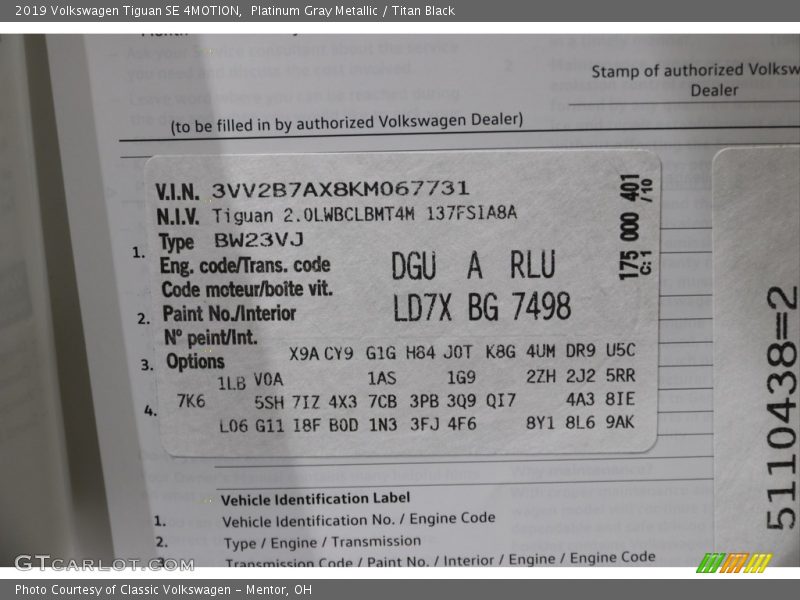 2019 Volkswagen Tiguan SE 4MOTION,  Platinum Gray Metallic / Titan Black
Stamp of authorized Volksw
Dealer
(to be filled in by authorized Volkswagen Dealer)
V.I.N. 3VV2B7AX8KM067731
N.I.V. Tiguan 2.0LWBCLBMT4M 137FSIA8A
1. Type BW23VJ
Eng. code/Trans. code DGU A RLU
Code moteur/boîte vit.
2. Paint No./Interior LD7X BG 7498
Nº peint/Int.
3. Options X9A CY9 G1G H84 J0T K8G 4UM DR9 U5C
1LB V0A 1AS 1G9 2ZH 2J2 5RR
4. 7K6 5SH 7IZ 4X3 7CB 3PB 3Q9 QI7 4A3 8IE
L06 G11 I8F B0D 1N3 3FJ 4F6 8Y1 8L6 9AK
175 000 401
G:1 /10
5110438=2
Vehicle Identification Label
1. Vehicle Identification No. / Engine Code
2. Type / Engine / Transmission
3. Transmission Code / Paint No. / Interior / Engine / Engine Code
GTcarlot.com
Photo Courtesy of Classic Volkswagen - Mentor, OH